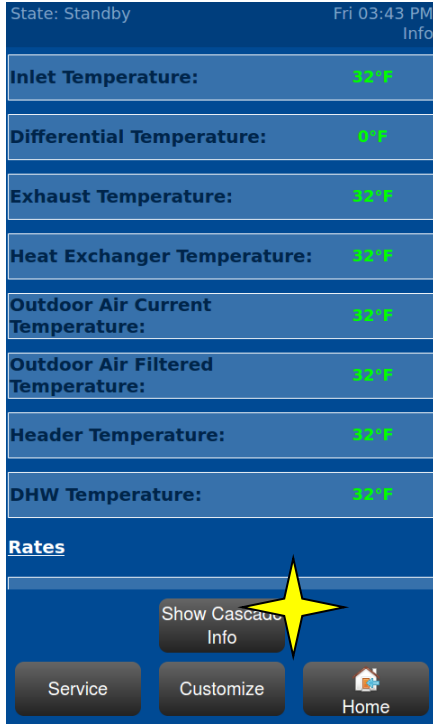 State: Standby
Fri 03:43 PM
Info
Inlet Temperature: 32°F
Differential Temperature: 0°F
Exhaust Temperature: 32°F
Heat Exchanger Temperature: 32°F
Outdoor Air Current
Temperature: 32°F
Outdoor Air Filtered
Temperature: 32°F
Header Temperature: 32°F
DHW Temperature: 32°F
Rates
Show Cascade
Info
Service
Customize
Home